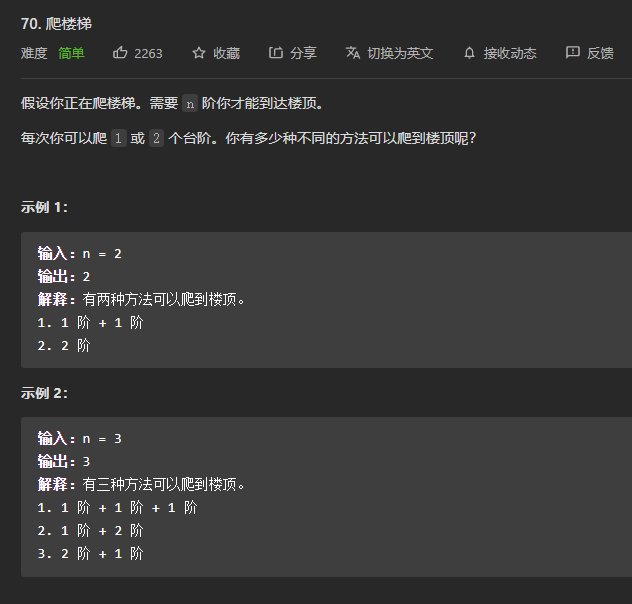 70. 爬楼梯
难度 简单 2263 收藏 分享 切换为英文 接收动态 反馈
假设你正在爬楼梯。需要 n 阶你才能到达楼顶。
每次你可以爬 1 或 2 个台阶。你有多少种不同的方法可以爬到楼顶呢?
示例 1:
输入:n = 2
输出:2
解释:有两种方法可以爬到楼顶。
1. 1 阶 + 1 阶
2. 2 阶
示例 2:
输入:n = 3
输出:3
解释:有三种方法可以爬到楼顶。
1. 1 阶 + 1 阶 + 1 阶
2. 1 阶 + 2 阶
3. 2 阶 + 1 阶